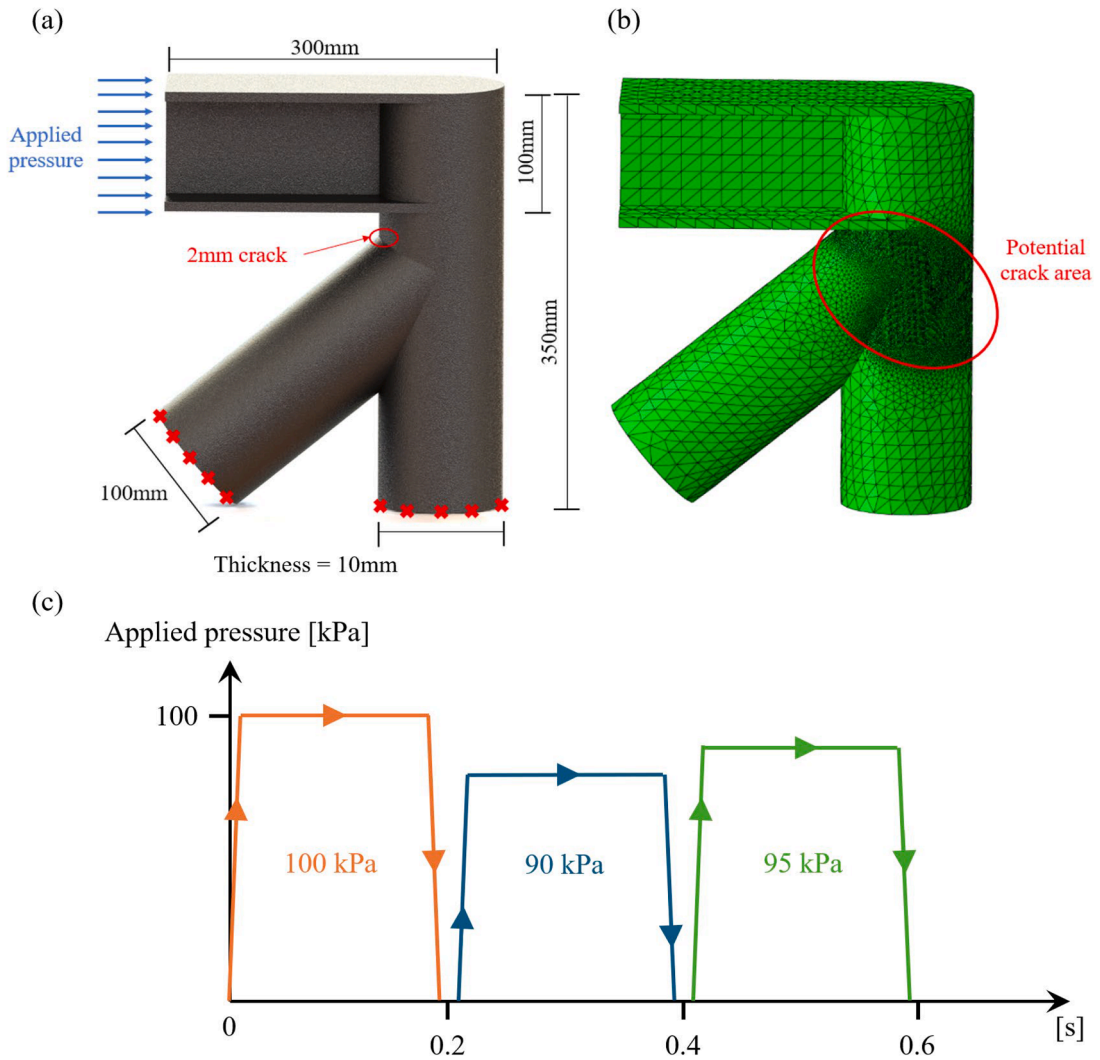 (a)
(b)
300mm
Applied
pressure
100mm
2mm crack
350mm
Potential
crack area
100mm
Thickness = 10mm
(c)
Applied pressure [kPa]
100
100 kPa
90 kPa
95 kPa
0
0.2
0.4
0.6
[s]